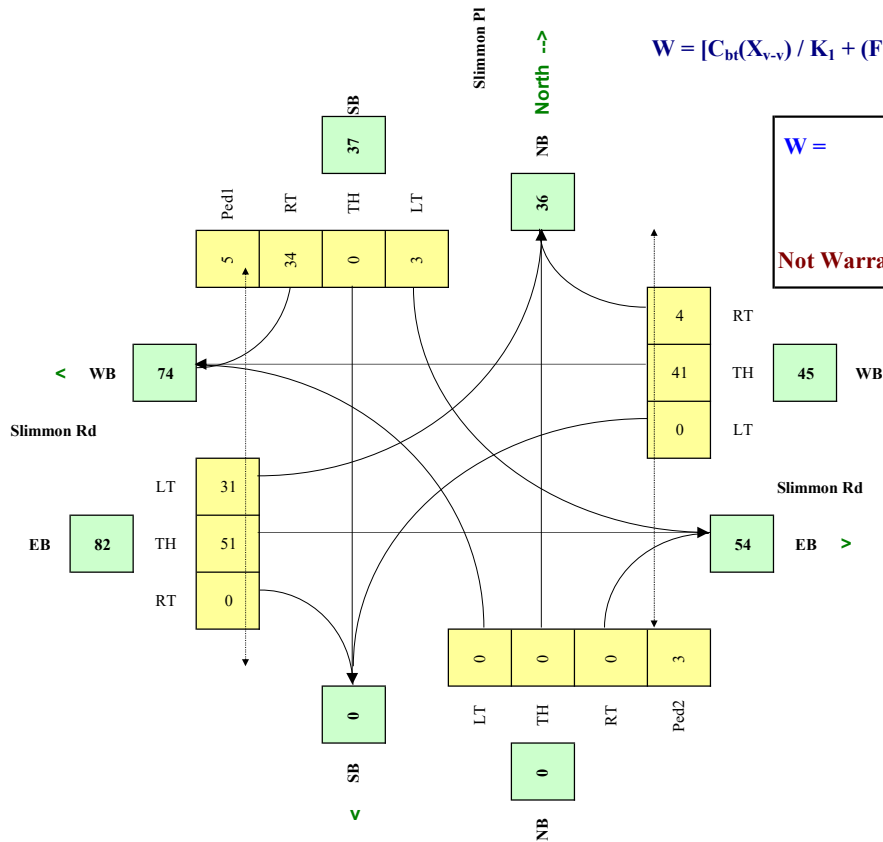 W = [Cbt(Xv-v) / K1 + (F
Slimmon Pl
North -->
SB
37
NB
36
W =
Not Warra
Ped1
RT
TH
LT
5
34
0
3
4
RT
41
TH
0
LT
45
WB
< WB
74
Slimmon Rd
Slimmon Rd
LT
31
EB
82
TH
51
RT
0
54
EB >
0
0
0
3
LT
TH
RT
Ped2
0
SB
<
0
NB